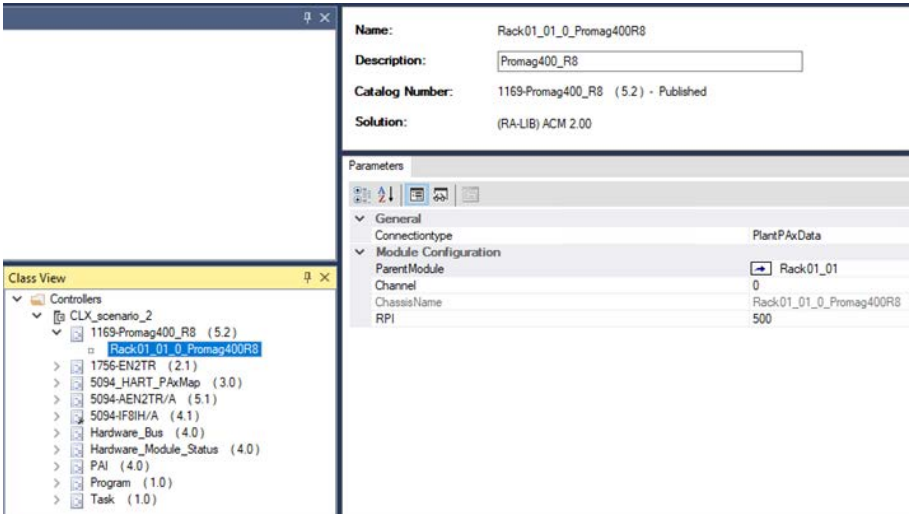 Name: Rack01_01_0_Promag400R8
Description: Promag400_R8
Catalog Number: 1169-Promag400_R8 (5.2) - Published
Solution: (RA-LIB) ACM 2.00
Parameters
General
Connectiontype PlantPAxData
Module Configuration
ParentModule Rack01_01
Channel 0
ChassisName Rack01_01_0_Promag400R8
RPI 500
Class View
Controllers
CLX_scenario_2
1169-Promag400_R8 (5.2)
Rack01_01_0_Promag400R8
1756-EN2TR (2.1)
5094_HART_PAxMap (3.0)
5094-AEN2TR/A (5.1)
5094-IF8IH/A (4.1)
Hardware_Bus (4.0)
Hardware_Module_Status (4.0)
PAI (4.0)
Program (1.0)
Task (1.0)